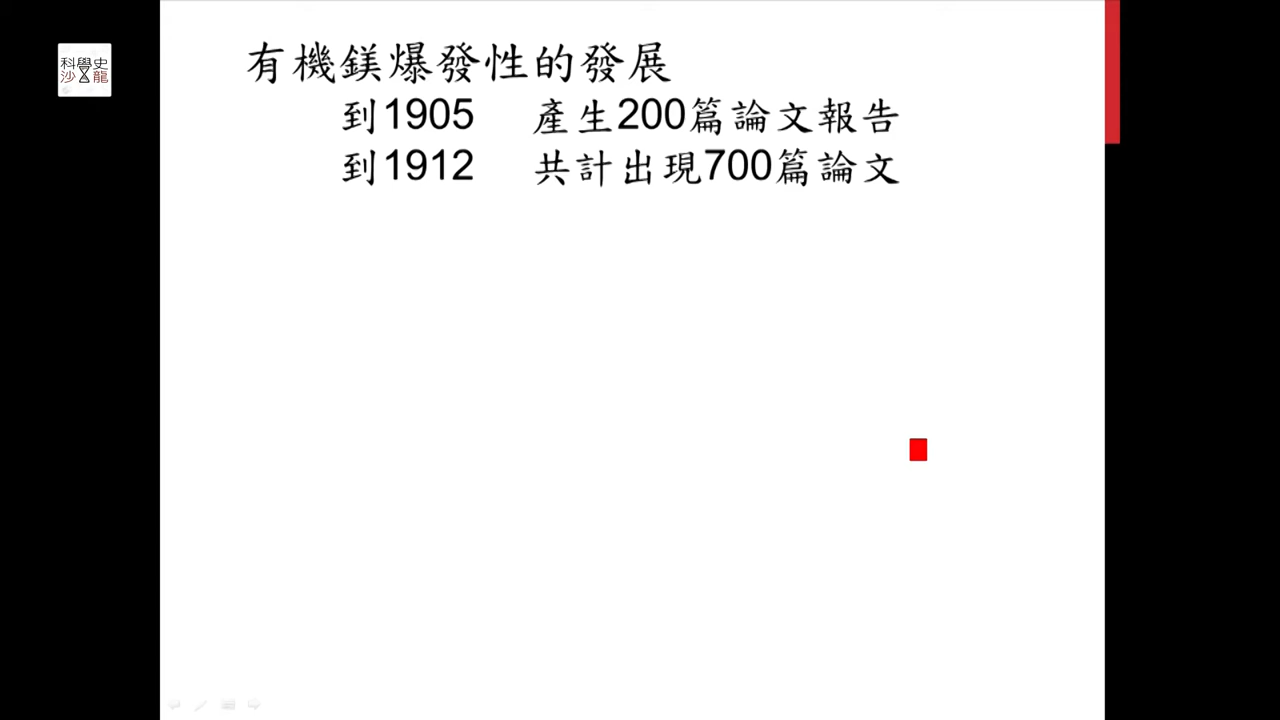 科學史
沙龍
有機鎂爆發性的發展
到1905 產生200篇論文報告
到1912 共計出現700篇論文